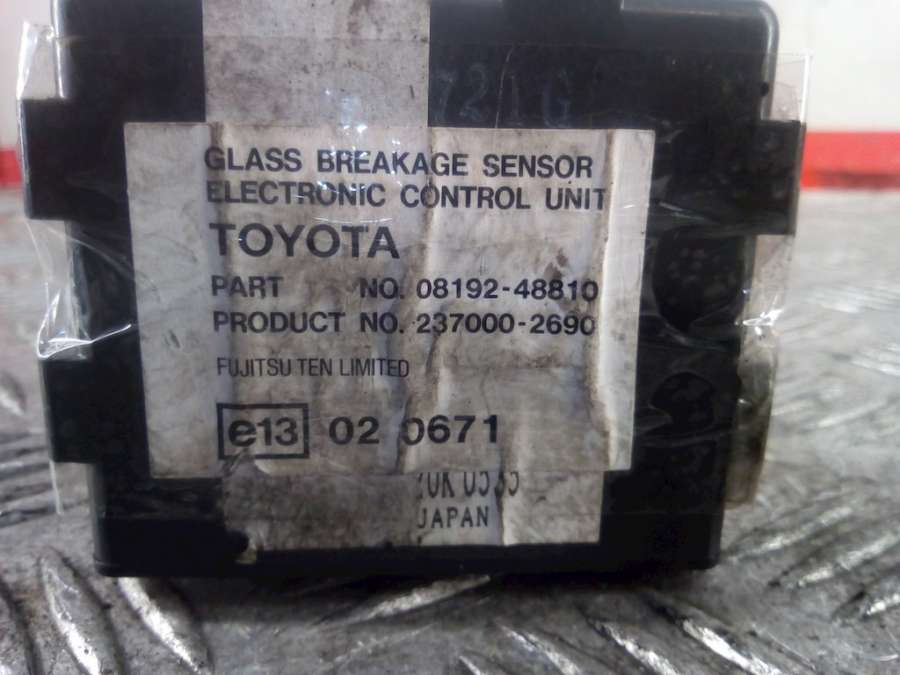 GLASS BREAKAGE SENSOR
ELECTRONIC CONTROL UNIT
TOYOTA
PART NO. 08192-48810
PRODUCT NO. 237000-2690
FUJITSU TEN LIMITED
e13 02 0671
JAPAN